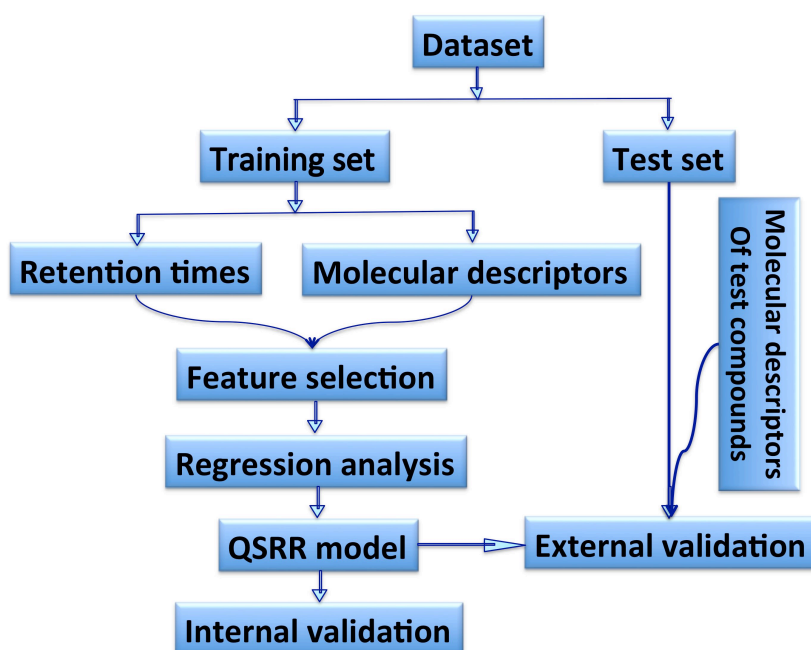 Dataset
Training set
Test set
Retention times
Molecular descriptors
Molecular descriptors
Of test compounds
Feature selection
Regression analysis
QSRR model
External validation
Internal validation